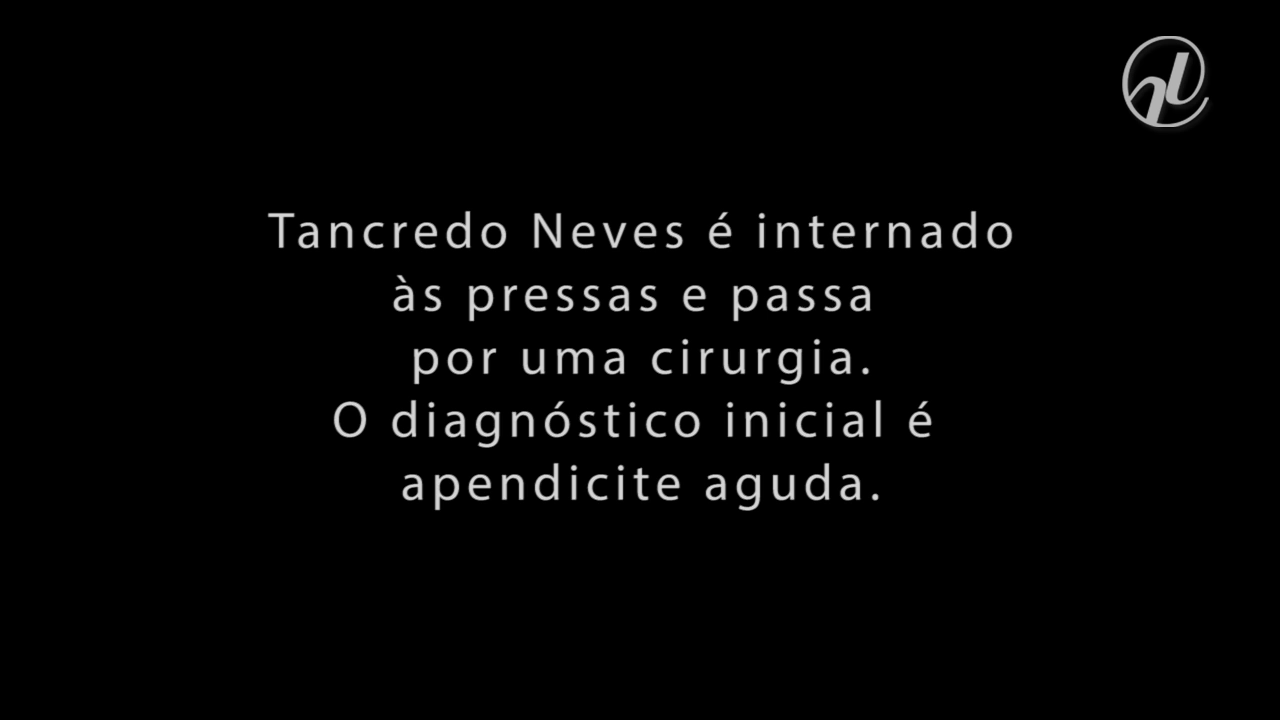 Tancredo Neves é internado
às pressas e passa
por uma cirurgia.
O diagnóstico inicial é
apendicite aguda.